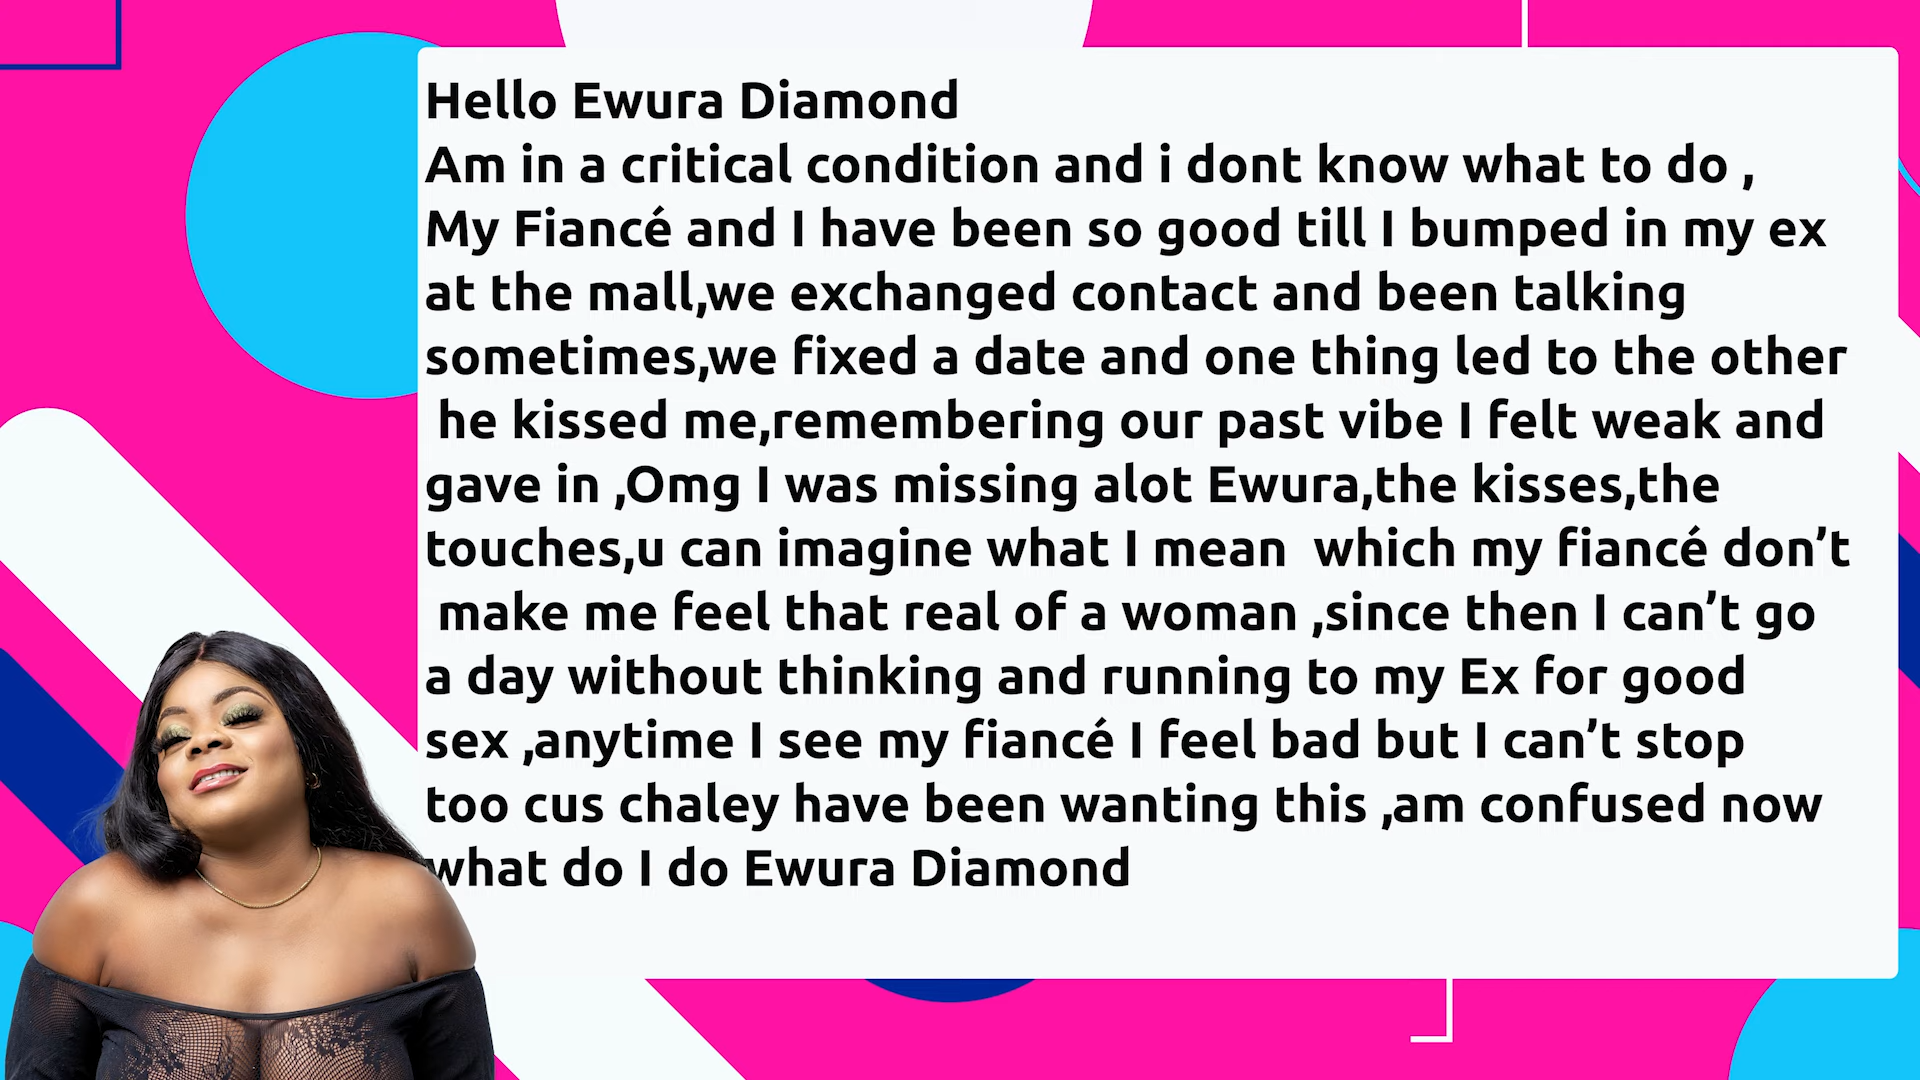 Hello Ewura Diamond
Am in a critical condition and i dont know what to do ,
My Fiancé and I have been so good till I bumped in my ex
at the mall,we exchanged contact and been talking
sometimes,we fixed a date and one thing led to the other
he kissed me,remembering our past vibe I felt weak and
gave in ,Omg I was missing alot Ewura,the kisses,the
touches,u can imagine what I mean  which my fiancé don’t
make me feel that real of a woman ,since then I can’t go
a day without thinking and running to my Ex for good
sex ,anytime I see my fiancé I feel bad but I can’t stop
too cus chaley have been wanting this ,am confused now
what do I do Ewura Diamond